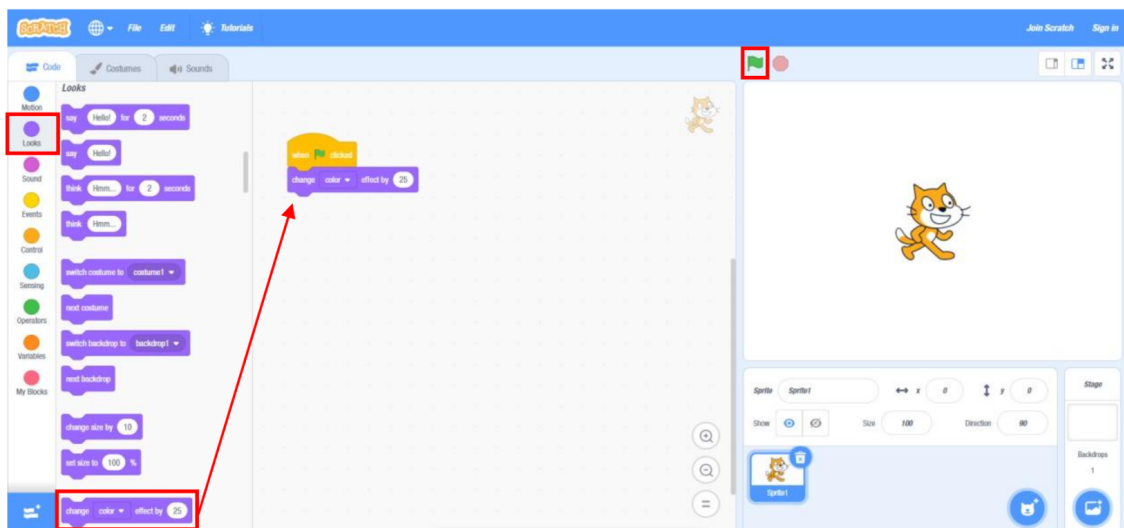 SCRATCH File Edit Tutorials Join Scratch Sign in
Code Costumes Sounds
Motion
Looks
Sound
Events
Control
Sensing
Operators
Variables
My Blocks
Looks
say Hello! for 2 seconds
say Hello!
think Hmm... for 2 seconds
think Hmm...
switch costume to costume1
next costume
switch backdrop to backdrop1
next backdrop
change size by 10
set size to 100 %
change color effect by 25
when clicked
change color effect by 25
Sprite Sprite1 x 0 y 0
Show Size 100 Direction 90
Sprite1
Stage
Backdrops
1